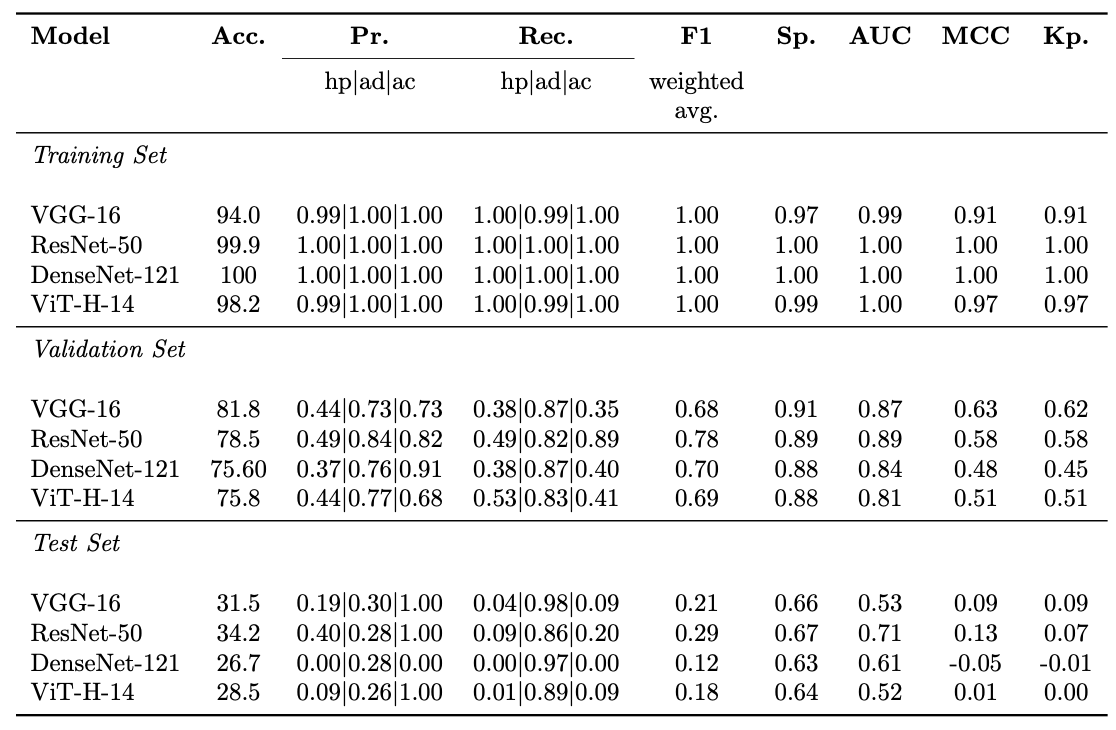 Model Acc. Pr. Rec. F1 Sp. AUC MCC Kp.
hp|ad|ac hp|ad|ac weighted avg.
Training Set
VGG-16 94.0 0.99|1.00|1.00 1.00|0.99|1.00 1.00 0.97 0.99 0.91 0.91
ResNet-50 99.9 1.00|1.00|1.00 1.00|1.00|1.00 1.00 1.00 1.00 1.00 1.00
DenseNet-121 100 1.00|1.00|1.00 1.00|1.00|1.00 1.00 1.00 1.00 1.00 1.00
ViT-H-14 98.2 0.99|1.00|1.00 1.00|0.99|1.00 1.00 0.99 1.00 0.97 0.97
Validation Set
VGG-16 81.8 0.44|0.73|0.73 0.38|0.87|0.35 0.68 0.91 0.87 0.63 0.62
ResNet-50 78.5 0.49|0.84|0.82 0.49|0.82|0.89 0.78 0.89 0.89 0.58 0.58
DenseNet-121 75.60 0.37|0.76|0.91 0.38|0.87|0.40 0.70 0.88 0.84 0.48 0.45
ViT-H-14 75.8 0.44|0.77|0.68 0.53|0.83|0.41 0.69 0.88 0.81 0.51 0.51
Test Set
VGG-16 31.5 0.19|0.30|1.00 0.04|0.98|0.09 0.21 0.66 0.53 0.09 0.09
ResNet-50 34.2 0.40|0.28|1.00 0.09|0.86|0.20 0.29 0.67 0.71 0.13 0.07
DenseNet-121 26.7 0.00|0.28|0.00 0.00|0.97|0.00 0.12 0.63 0.61 -0.05 -0.01
ViT-H-14 28.5 0.09|0.26|1.00 0.01|0.89|0.09 0.18 0.64 0.52 0.01 0.00